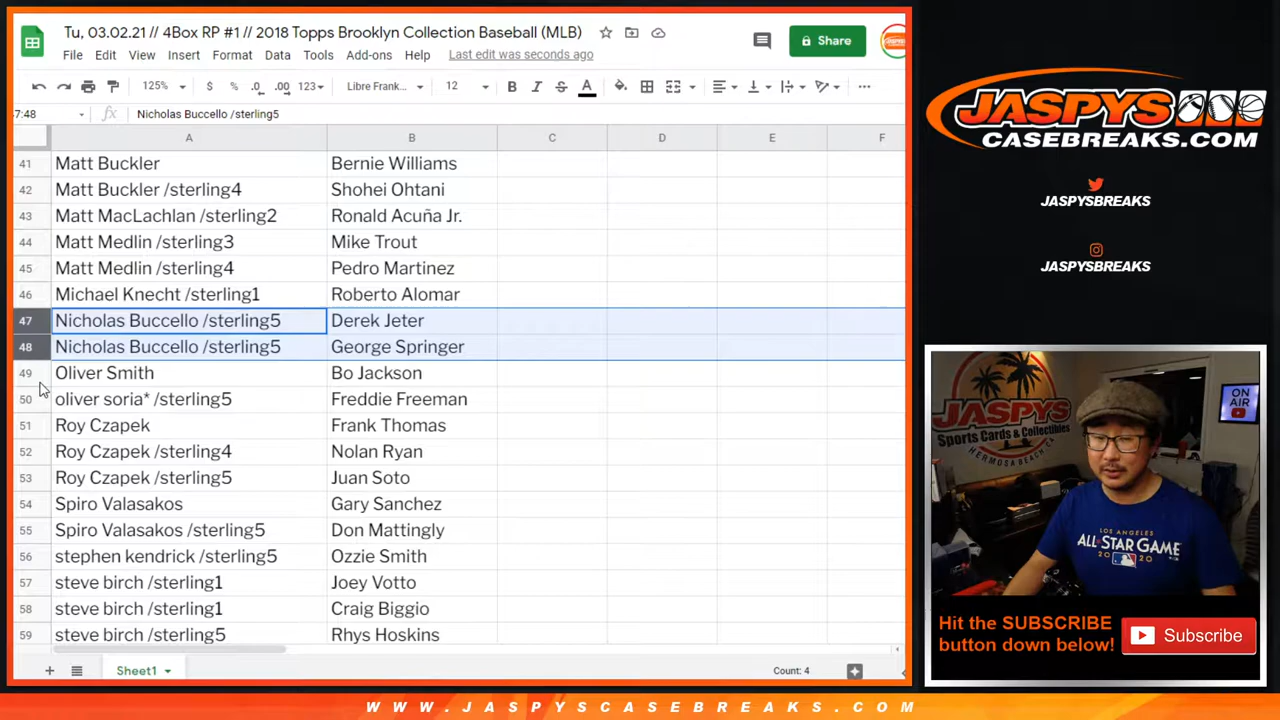 Tu, 03.02.21 // 4Box RP #1 // 2018 Topps Brooklyn Collection Baseball (MLB)
File Edit View Insert Format Data Tools Add-ons Help Last edit was seconds ago
Share
125% $ % .0 .00 123 Libre Frank... 12 B I S A
7:48 fx Nicholas Buccello /sterling5
A B C D E F
41 Matt Buckler Bernie Williams
42 Matt Buckler /sterling4 Shohei Ohtani
43 Matt MacLachlan /sterling2 Ronald Acuña Jr.
44 Matt Medlin /sterling3 Mike Trout
45 Matt Medlin /sterling4 Pedro Martinez
46 Michael Knecht /sterling1 Roberto Alomar
47 Nicholas Buccello /sterling5 Derek Jeter
48 Nicholas Buccello /sterling5 George Springer
49 Oliver Smith Bo Jackson
50 oliver soria* /sterling5 Freddie Freeman
51 Roy Czapek Frank Thomas
52 Roy Czapek /sterling4 Nolan Ryan
53 Roy Czapek /sterling5 Juan Soto
54 Spiro Valasakos Gary Sanchez
55 Spiro Valasakos /sterling5 Don Mattingly
56 stephen kendrick /sterling5 Ozzie Smith
57 steve birch /sterling1 Joey Votto
58 steve birch /sterling1 Craig Biggio
59 steve birch /sterling5 Rhys Hoskins
Sheet1 Count: 4
JASPYS
CASEBREAKS.COM
JASPYSBREAKS
JASPYSBREAKS
JASPYS
Sports Cards & Collectibles
HERMOSA BEACH, CA
ON AIR
LOS ANGELES
ALL-STAR GAME
2020
Hit the SUBSCRIBE
button down below!
Subscribe
WWW.JASPYSCASEBREAKS.COM